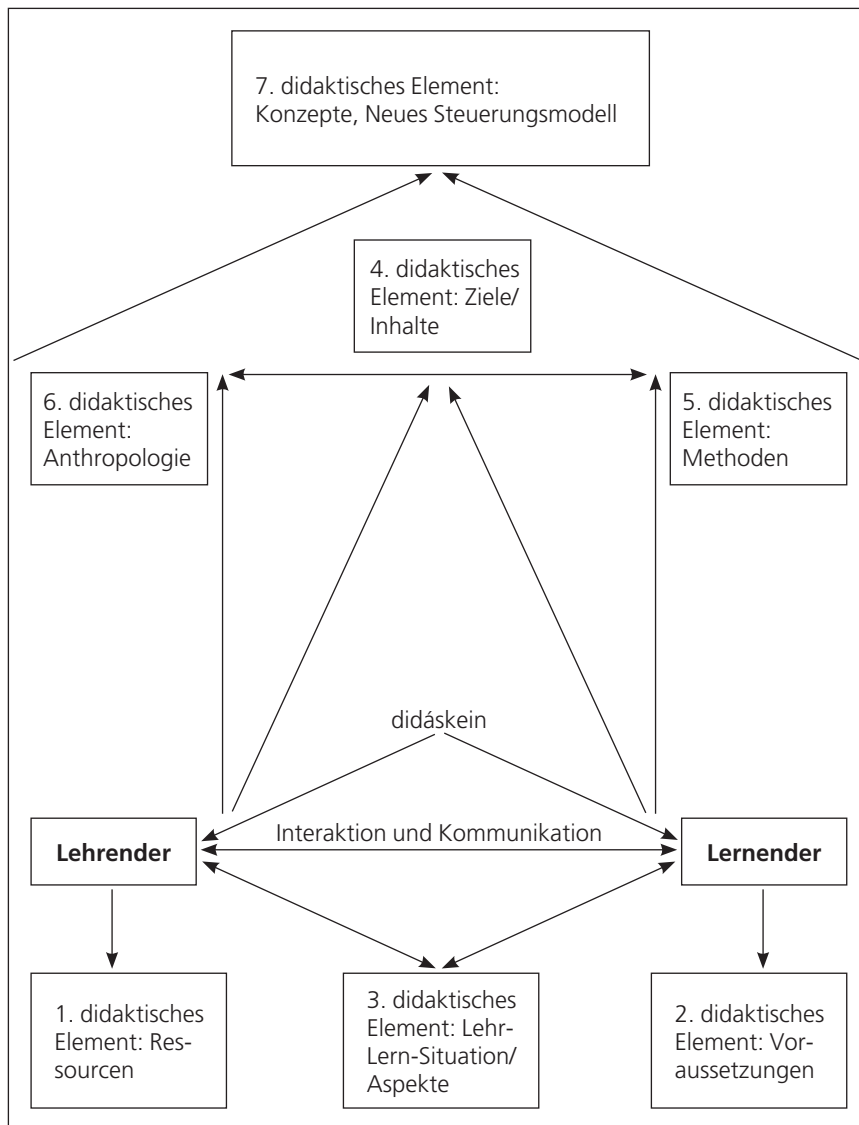 7. didaktisches Element:
Konzepte, Neues Steuerungsmodell
4. didaktisches
Element: Ziele/
Inhalte
6. didaktisches
Element:
Anthropologie
5. didaktisches
Element:
Methoden
didáskein
Interaktion und Kommunikation
Lehrender
Lernender
1. didaktisches
Element: Res-
sourcen
3. didaktisches
Element: Lehr-
Lern-Situation/
Aspekte
2. didaktisches
Element: Vor-
aussetzungen